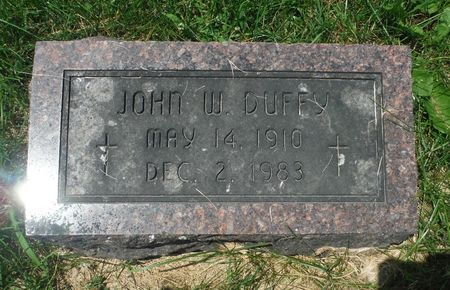 JOHN W. DUFFY
MAY 14, 1910
DEC. 2, 1983